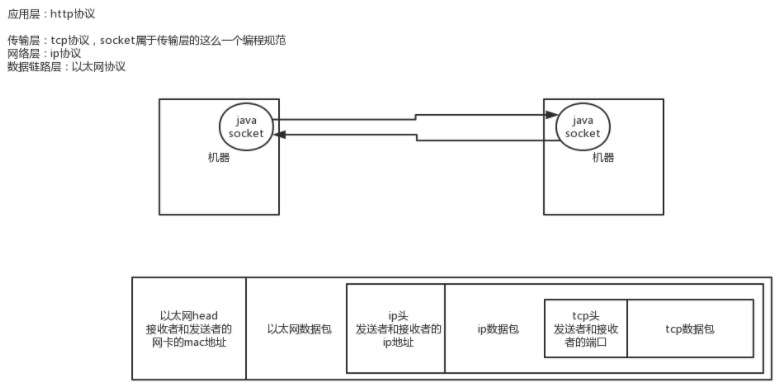 应用层：http协议
传输层：tcp协议，socket属于传输层的这么一个编程规范
网络层：ip协议
数据链路层：以太网协议
java
socket
机器
java
socket
机器
以太网head
接收者和发送者的
网卡的mac地址
以太网数据包
ip头
发送者和接收者的
ip地址
ip数据包
tcp头
发送者和接收
者的端口
tcp数据包